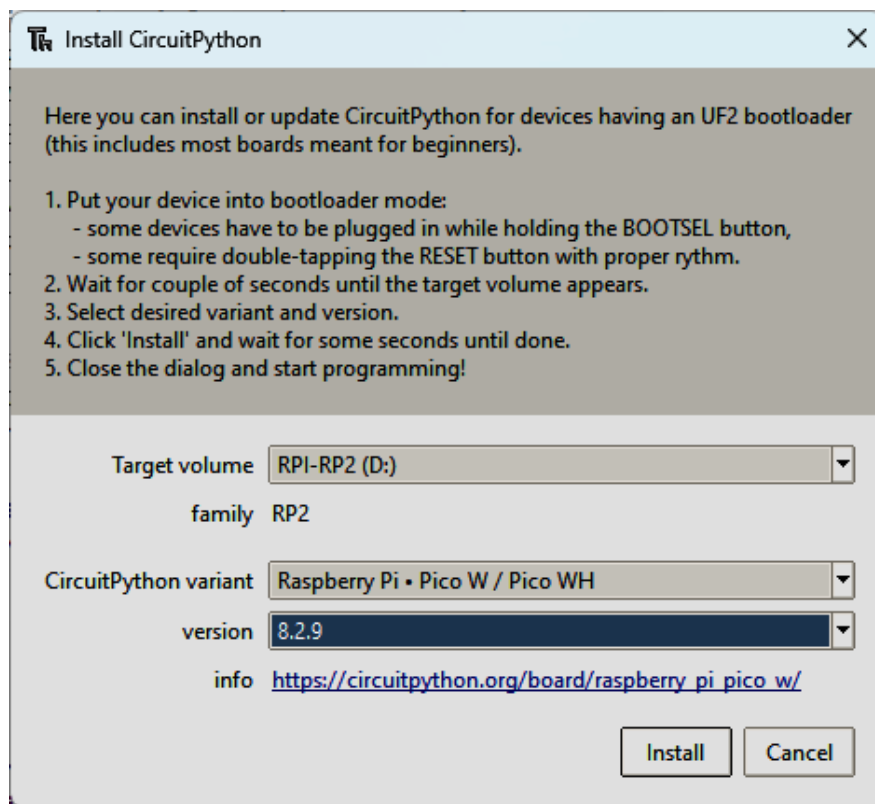 Install CircuitPython
Here you can install or update CircuitPython for devices having an UF2 bootloader
(this includes most boards meant for beginners).
1. Put your device into bootloader mode:
- some devices have to be plugged in while holding the BOOTSEL button,
- some require double-tapping the RESET button with proper rythm.
2. Wait for couple of seconds until the target volume appears.
3. Select desired variant and version.
4. Click 'Install' and wait for some seconds until done.
5. Close the dialog and start programming!
Target volume RPI-RP2 (D:)
family RP2
CircuitPython variant Raspberry Pi • Pico W / Pico WH
version 8.2.9
info https://circuitpython.org/board/raspberry_pi_pico_w/
Install Cancel